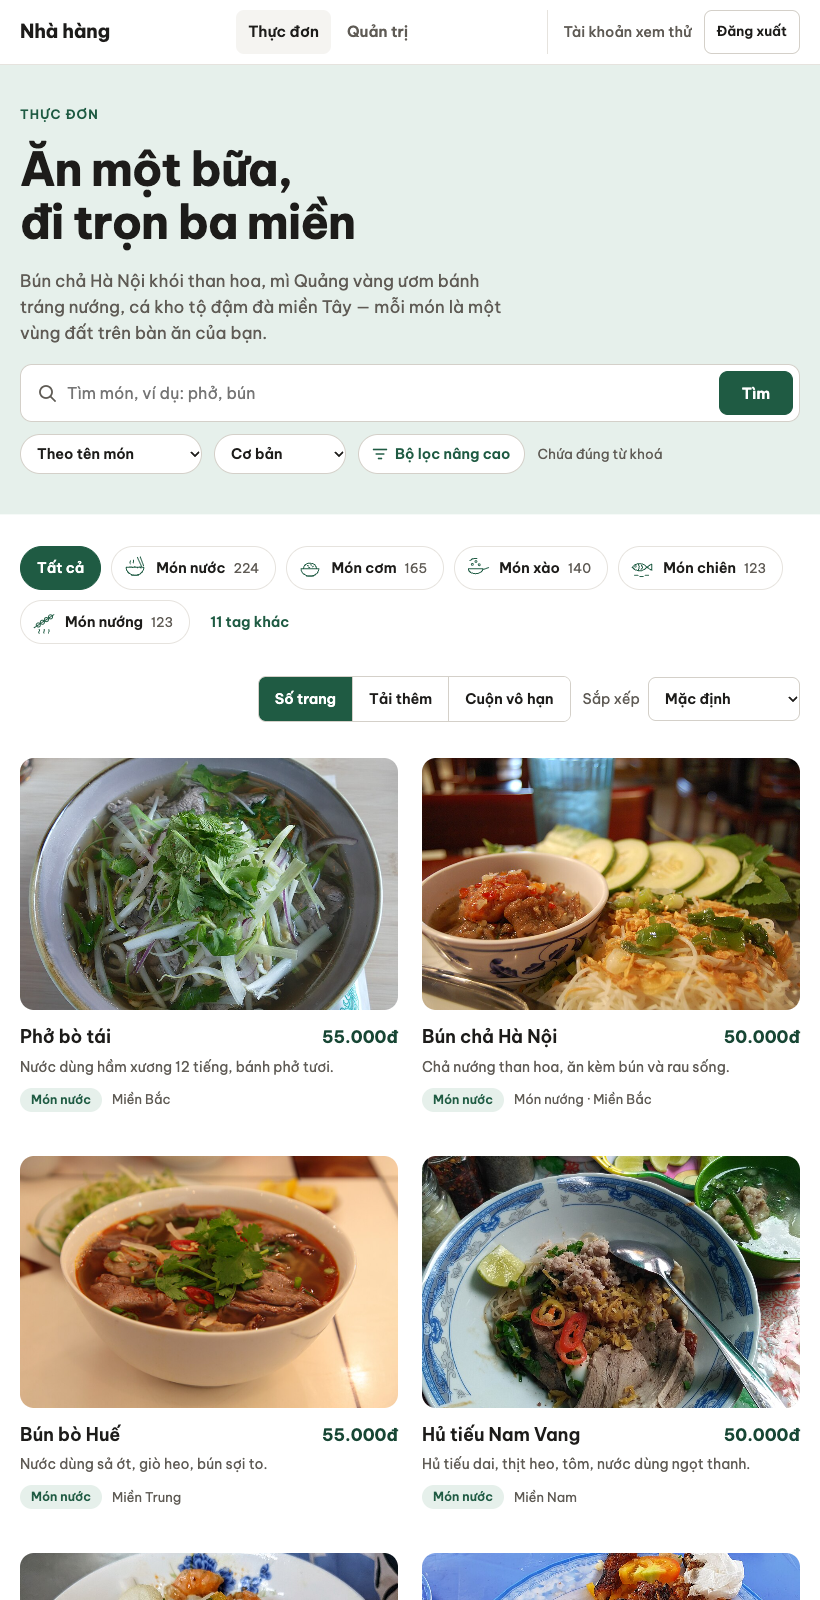 Nhà hàng
Thực đơn
Quản trị
Tài khoản xem thử
Đăng xuất
THỰC ĐƠN
Ăn một bữa,
đi trọn ba miền
Bún chả Hà Nội khói than hoa, mì Quảng vàng ươm bánh
tráng nướng, cá kho tộ đậm đà miền Tây — mỗi món là một
vùng đất trên bàn ăn của bạn.
Tìm món, ví dụ: phở, bún
Tìm
Theo tên món
Cơ bản
Bộ lọc nâng cao
Chứa đúng từ khoá
Tất cả
Món nước 224
Món cơm 165
Món xào 140
Món chiên 123
Món nướng 123
11 tag khác
Số trang
Tải thêm
Cuộn vô hạn
Sắp xếp
Mặc định
Phở bò tái
55.000đ
Nước dùng hầm xương 12 tiếng, bánh phở tươi.
Món nước
Miền Bắc
Bún chả Hà Nội
50.000đ
Chả nướng than hoa, ăn kèm bún và rau sống.
Món nước
Món nướng · Miền Bắc
Bún bò Huế
55.000đ
Nước dùng sả ớt, giò heo, bún sợi to.
Món nước
Miền Trung
Hủ tiếu Nam Vang
50.000đ
Hủ tiếu dai, thịt heo, tôm, nước dùng ngọt thanh.
Món nước
Miền Nam